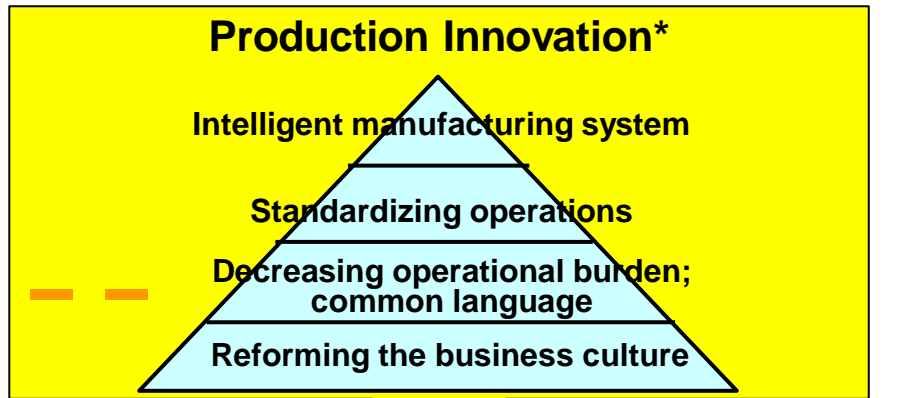 Production Innovation*
Intelligent manufacturing system
Standardizing operations
Decreasing operational burden;
common language
Reforming the business culture